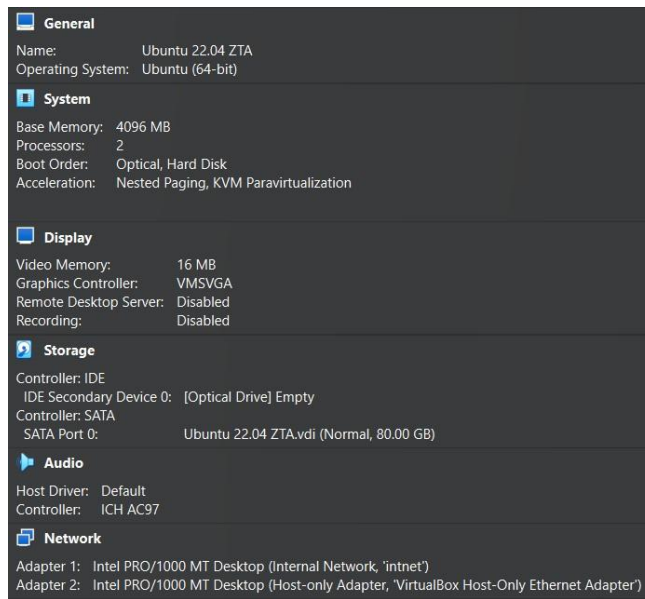 General
Name: Ubuntu 22.04 ZTA
Operating System: Ubuntu (64-bit)
System
Base Memory: 4096 MB
Processors: 2
Boot Order: Optical, Hard Disk
Acceleration: Nested Paging, KVM Paravirtualization
Display
Video Memory: 16 MB
Graphics Controller: VMSVGA
Remote Desktop Server: Disabled
Recording: Disabled
Storage
Controller: IDE
IDE Secondary Device 0: [Optical Drive] Empty
Controller: SATA
SATA Port 0: Ubuntu 22.04 ZTA.vdi (Normal, 80.00 GB)
Audio
Host Driver: Default
Controller: ICH AC97
Network
Adapter 1: Intel PRO/1000 MT Desktop (Internal Network, 'intnet')
Adapter 2: Intel PRO/1000 MT Desktop (Host-only Adapter, 'VirtualBox Host-Only Ethernet Adapter')